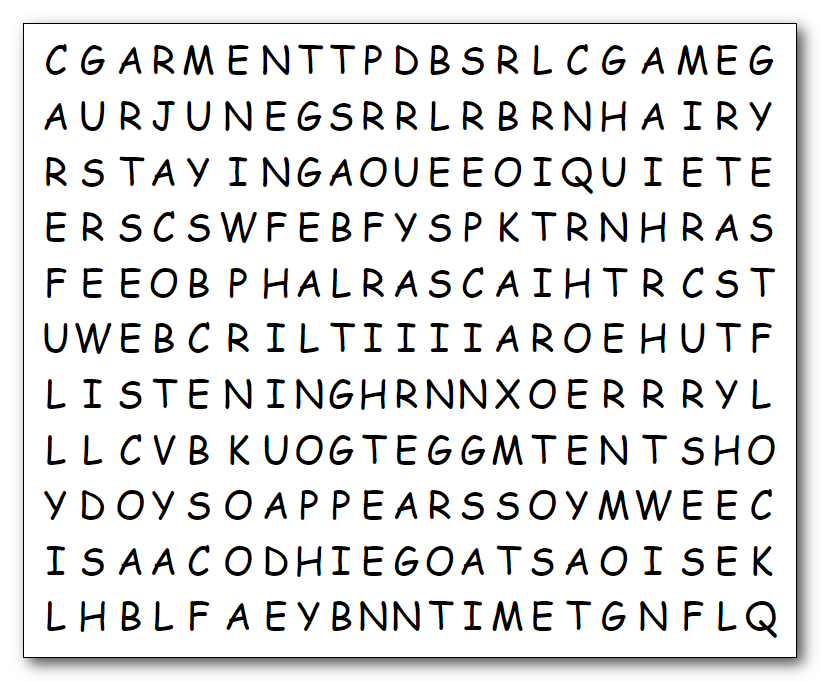 C G A R M E N T T P D B S R L C G A M E G
A U R J U N E G S R R L R B R N H A I R Y
R S T A Y I N G A O U E E O I Q U I E T E
E R S C S W F E B F Y S P K T R N H R A S
F E E O B P H A L R A S C A I H T R C S T
U W E B C R I L T I I I I A R O E H U T F
L I S T E N I N G H R N N X O E R R R Y L
L L C V B K U O G T E G G M T E N T S H O
Y D O Y S O A P P E A R S S O Y M W E E C
I S A A C O D H I E G O A T S A O I S E K
L H B L F A E Y B N N T I M E T G N F L Q